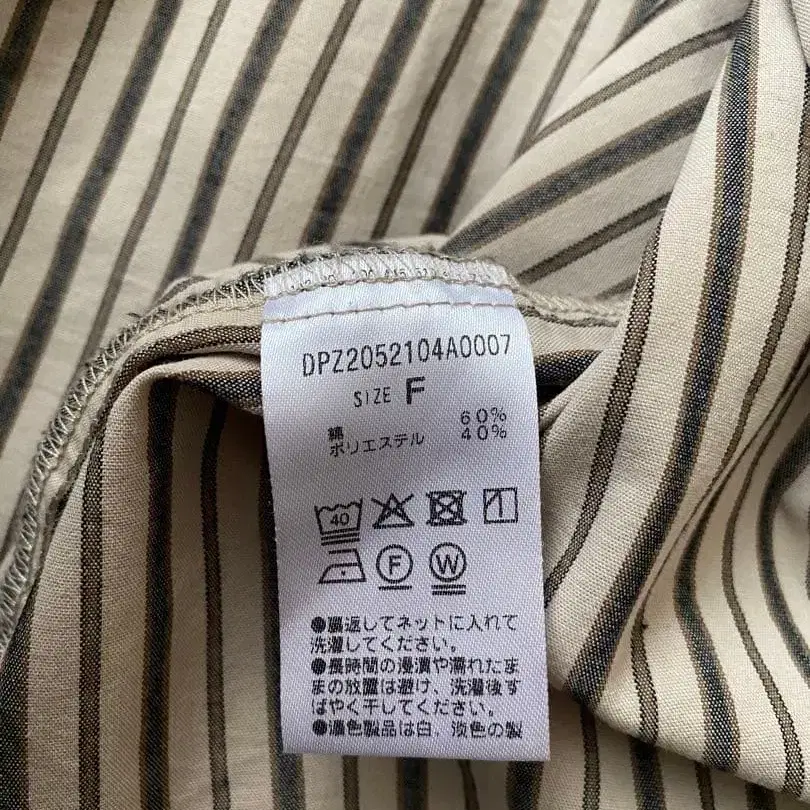 DPZ2052104A0007
SIZE F
綿 60%
ポリエステル 40%
40
F W
●裏返してネットに入れて
洗濯してください。
●長時間の浸漬や濡れたま
まの放置は避け、洗濯後す
ばやく干してください。
●濃色製品は白、淡色の製